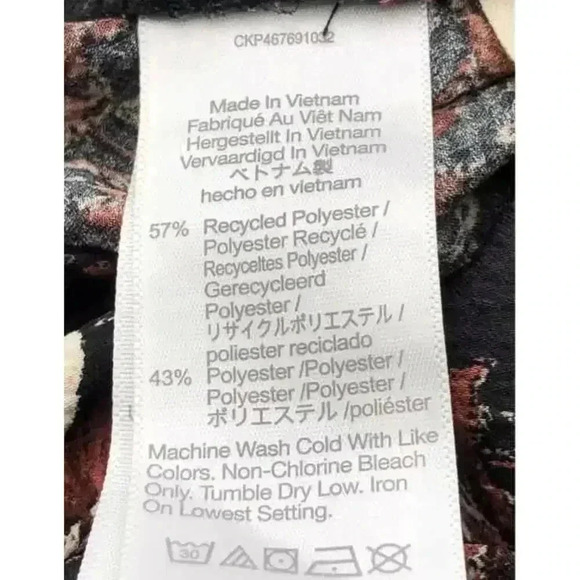 CKP467691032
Made In Vietnam
Fabriqué Au Viêt Nam
Hergestellt In Vietnam
Vervaardigd In Vietnam
ベトナム製
hecho en vietnam
57% Recycled Polyester /
Polyester Recyclé /
Recyceltes Polyester /
Gerecycleerd
Polyester /
リサイクルポリエステル /
poliester reciclado
43% Polyester /Polyester /
Polyester /Polyester /
ポリエステル /poliéster
Machine Wash Cold With Like
Colors. Non-Chlorine Bleach
Only. Tumble Dry Low. Iron
On Lowest Setting.
30